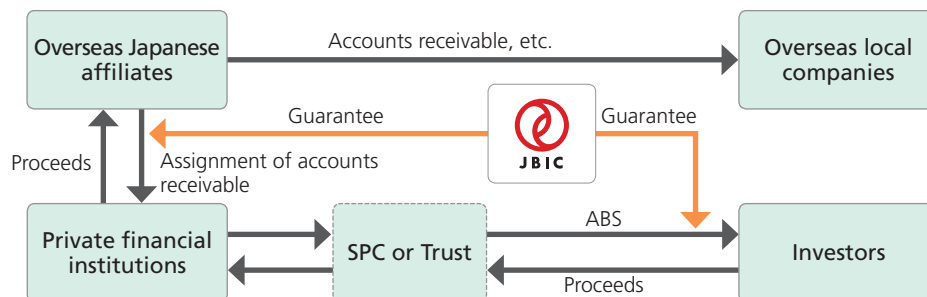 Overseas Japanese
affiliates
Accounts receivable, etc.
Overseas local
companies
Guarantee
JBIC
Guarantee
Proceeds
Assignment of accounts
receivable
Private financial
institutions
SPC or Trust
ABS
Investors
Proceeds